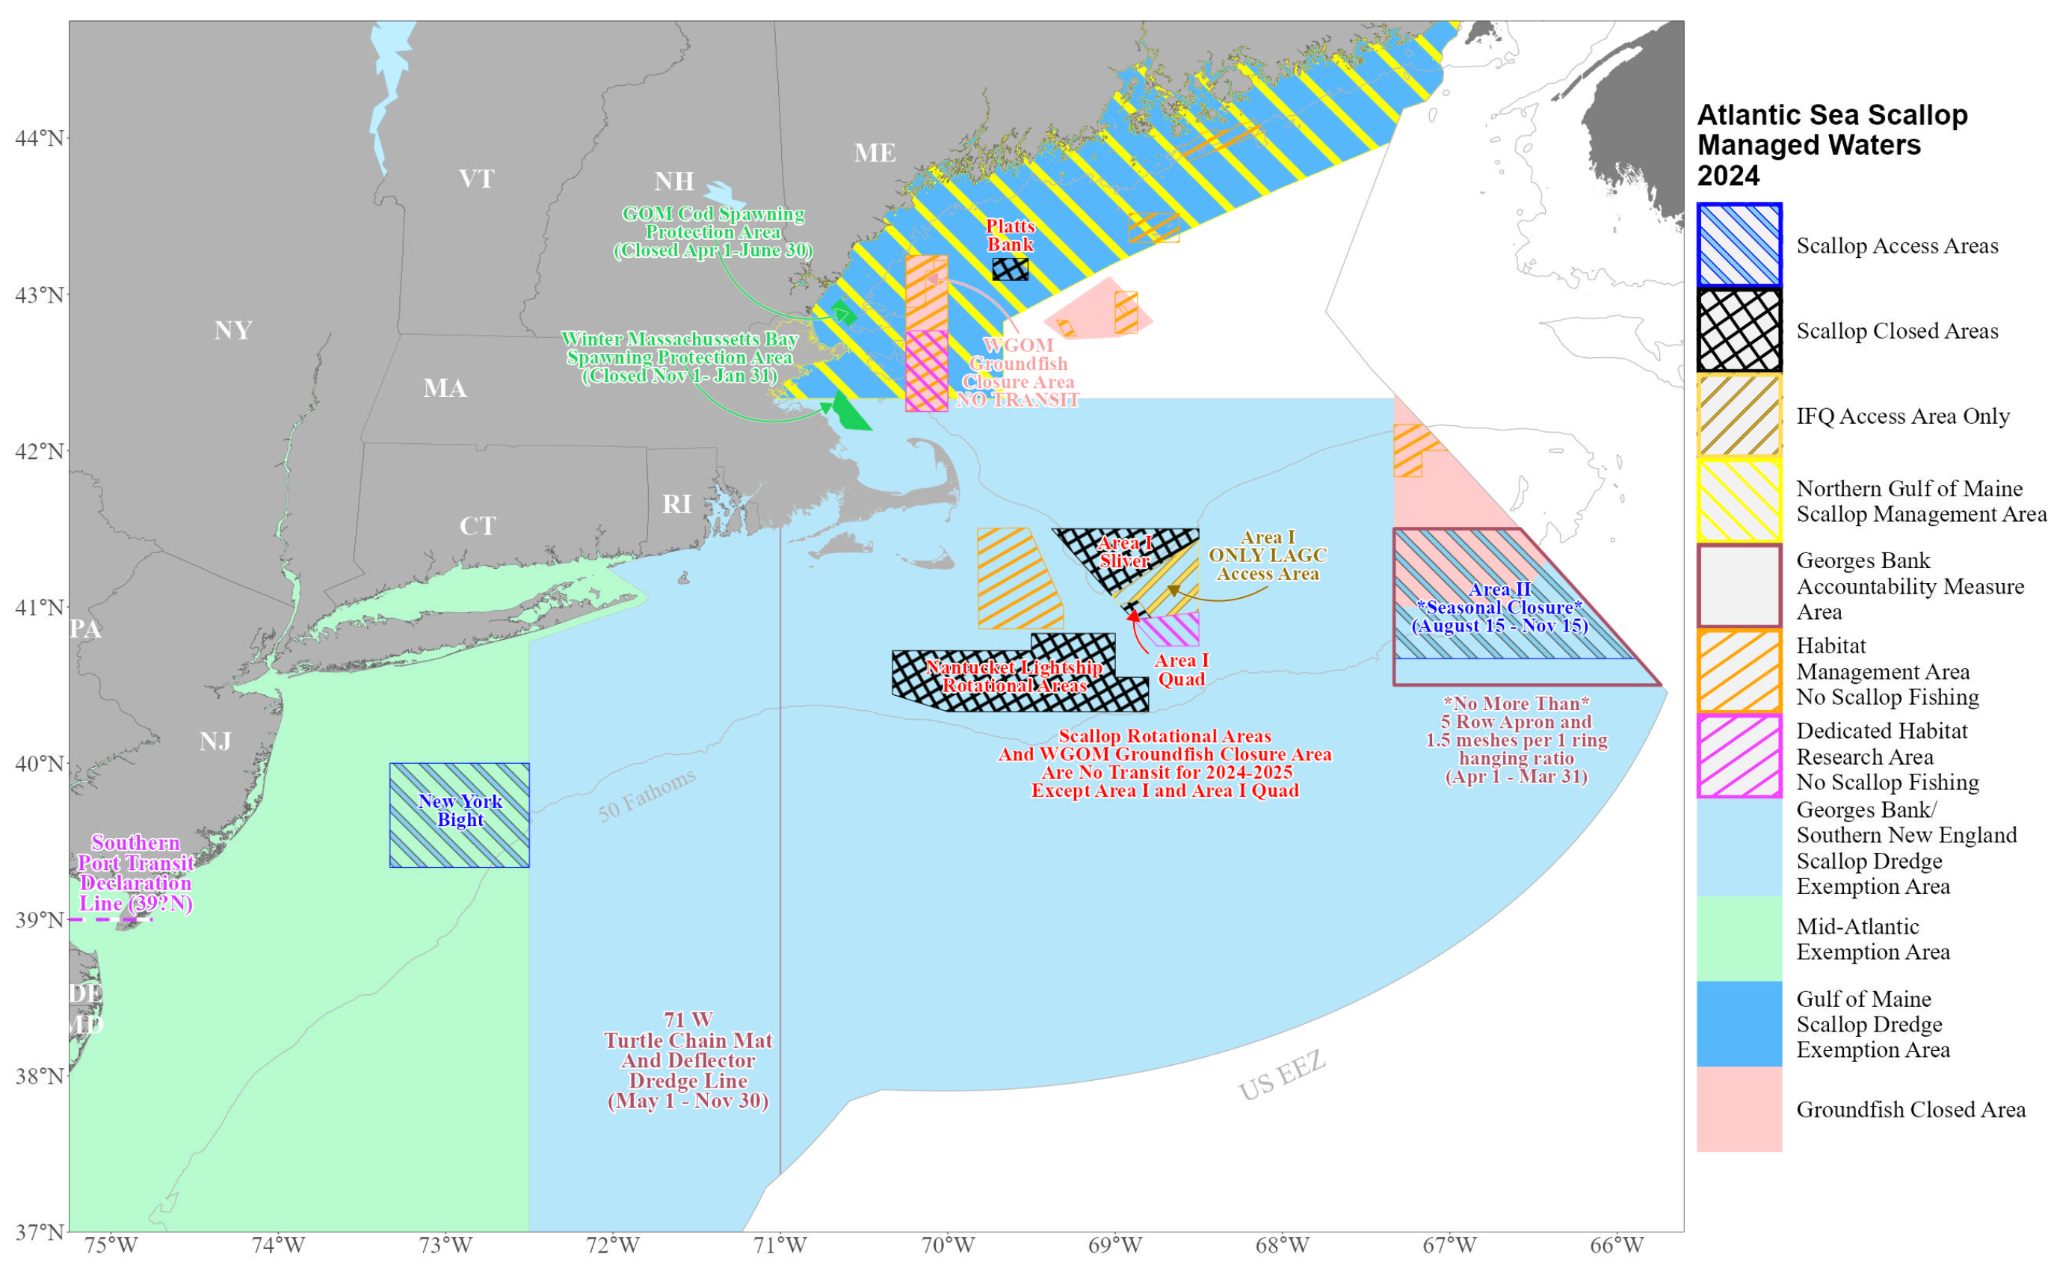 Atlantic Sea Scallop
Managed Waters
2024
Scallop Access Areas
Scallop Closed Areas
IFQ Access Area Only
Northern Gulf of Maine
Scallop Management Area
Georges Bank
Accountability Measure
Area
Habitat
Management Area
No Scallop Fishing
Dedicated Habitat
Research Area
No Scallop Fishing
Georges Bank/
Southern New England
Scallop Dredge
Exemption Area
Mid-Atlantic
Exemption Area
Gulf of Maine
Scallop Dredge
Exemption Area
Groundfish Closed Area
44°N
43°N
42°N
41°N
40°N
39°N
38°N
37°N
75°W
74°W
73°W
72°W
71°W
70°W
69°W
68°W
67°W
66°W
ME
VT
NH
NY
MA
CT
RI
PA
NJ
DE
MD
GOM Cod Spawning
Protection Area
(Closed Apr 1-June 30)
Winter Massachussetts Bay
Spawning Protection Area
(Closed Nov 1- Jan 31)
Platts
Bank
WGOM
Groundfish
Closure Area
NO TRANSIT
Area I
Sliver
Area I
ONLY LAGC
Access Area
Area I
Quad
Nantucket Lightship
Rotational Areas
Area II
*Seasonal Closure*
(August 15 - Nov 15)
*No More Than*
5 Row Apron and
1.5 meshes per 1 ring
hanging ratio
(Apr 1 - Mar 31)
Scallop Rotational Areas
And WGOM Groundfish Closure Area
Are No Transit for 2024-2025
Except Area I and Area I Quad
50 Fathoms
New York
Bight
Southern
Port Transit
Declaration
Line (39?N)
71 W
Turtle Chain Mat
And Deflector
Dredge Line
(May 1 - Nov 30)
US EEZ